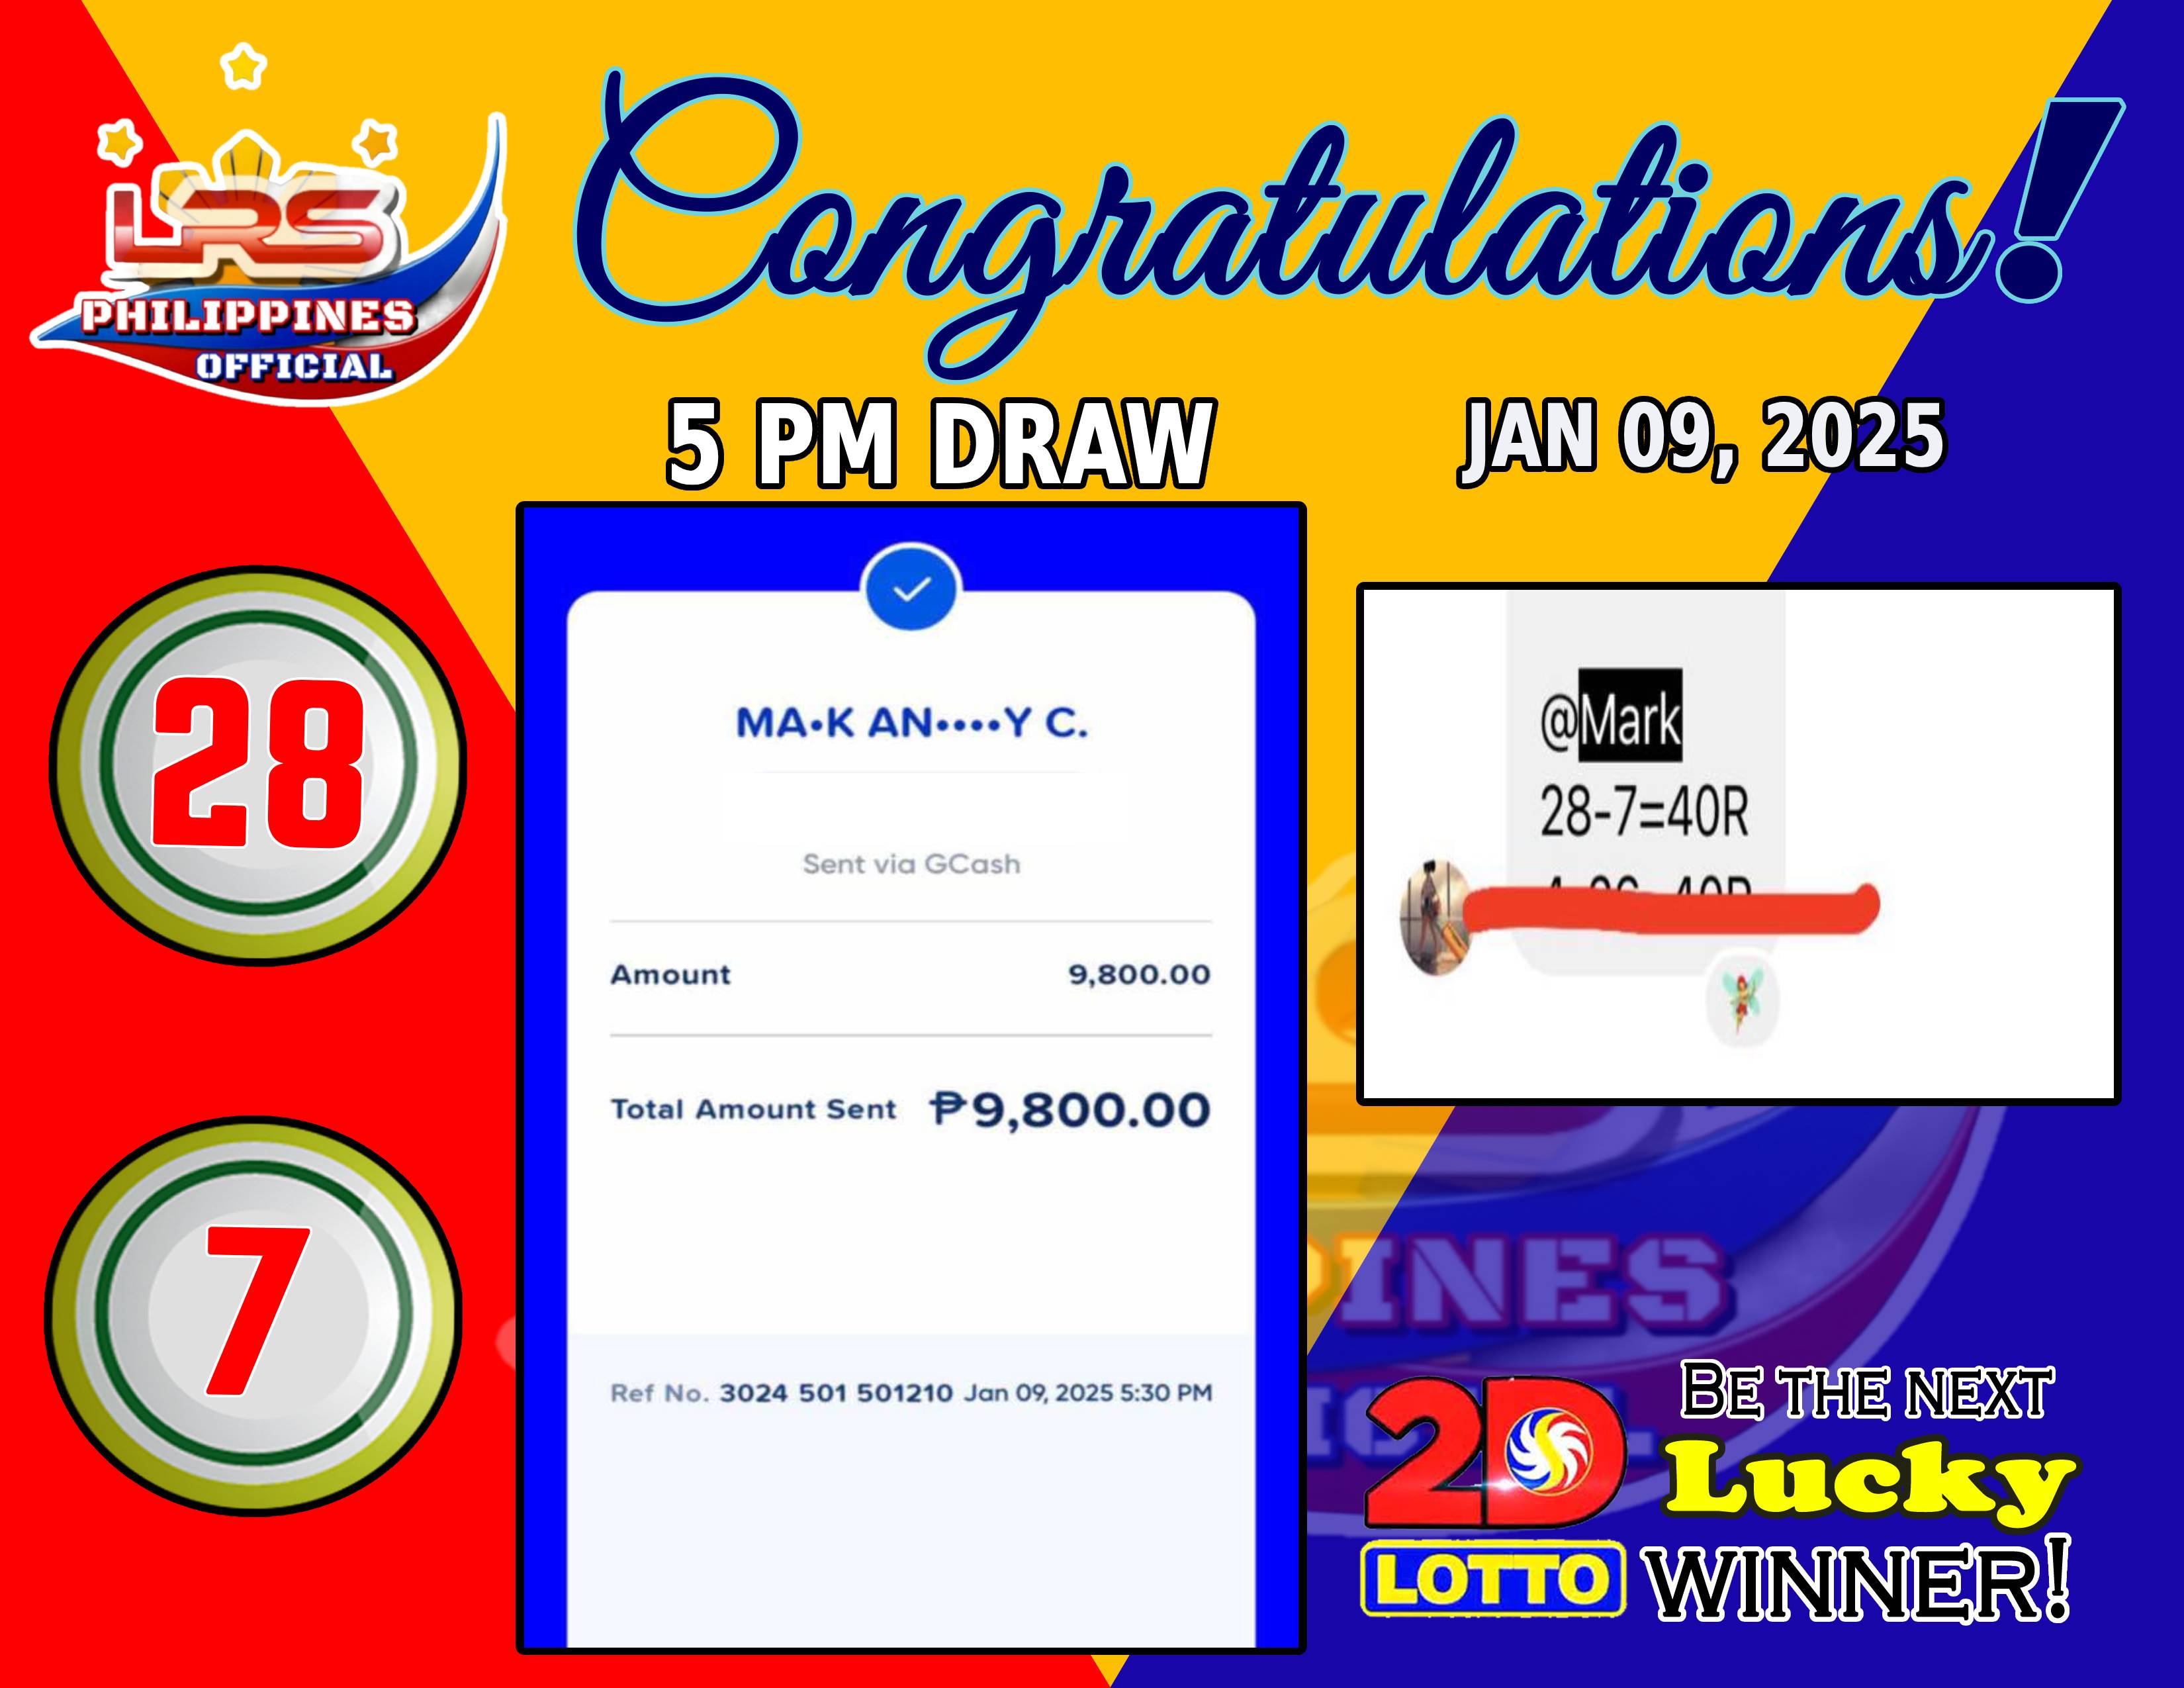 LRS
PHILIPPINES
OFFICIAL
Congratulations!
5 PM DRAW
JAN 09, 2025
28
7
MA•K AN••••Y C.
Sent via GCash
Amount 9,800.00
Total Amount Sent ₱9,800.00
Ref No. 3024 501 501210 Jan 09, 2025 5:30 PM
@Mark
28-7=40R
PINES
2D
LOTTO
BE THE NEXT
Lucky
WINNER!